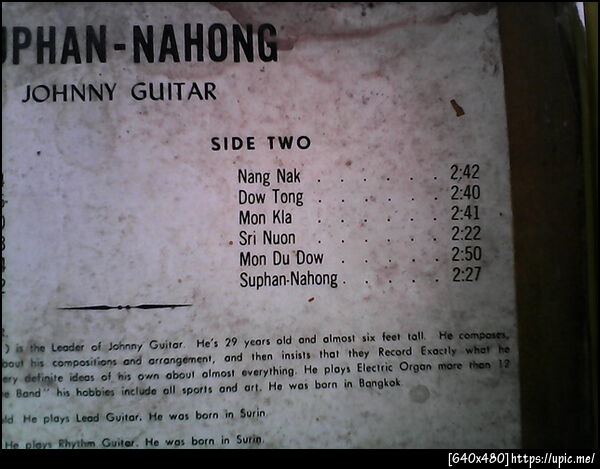 UPHAN-NAHONG
JOHNNY GUITAR
SIDE TWO
Nang Nak . . . . . . . 2:42
Dow Tong . . . . . . 2:40
Mon Kla . . . . . . 2:41
Sri Nuon . . . . . . 2:22
Mon Du Dow . . . . . . 2:50
Suphan-Nahong . . . . . 2:27
) is the Leader of Johnny Guitar. He's 29 years old and almost six feet tall. He composes,
bout his compositions and arrangement, and then insists that they Record Exactly what he
ery definite ideas of his own about almost everything. He plays Electric Organ more than 12
e Band" his hobbies include all sports and art. He was born in Bangkok.
ld. He plays Lead Guitar. He was born in Surin.
He plays Rhythm Guitar. He was born in Surin.
[640x480]https://upic.me/